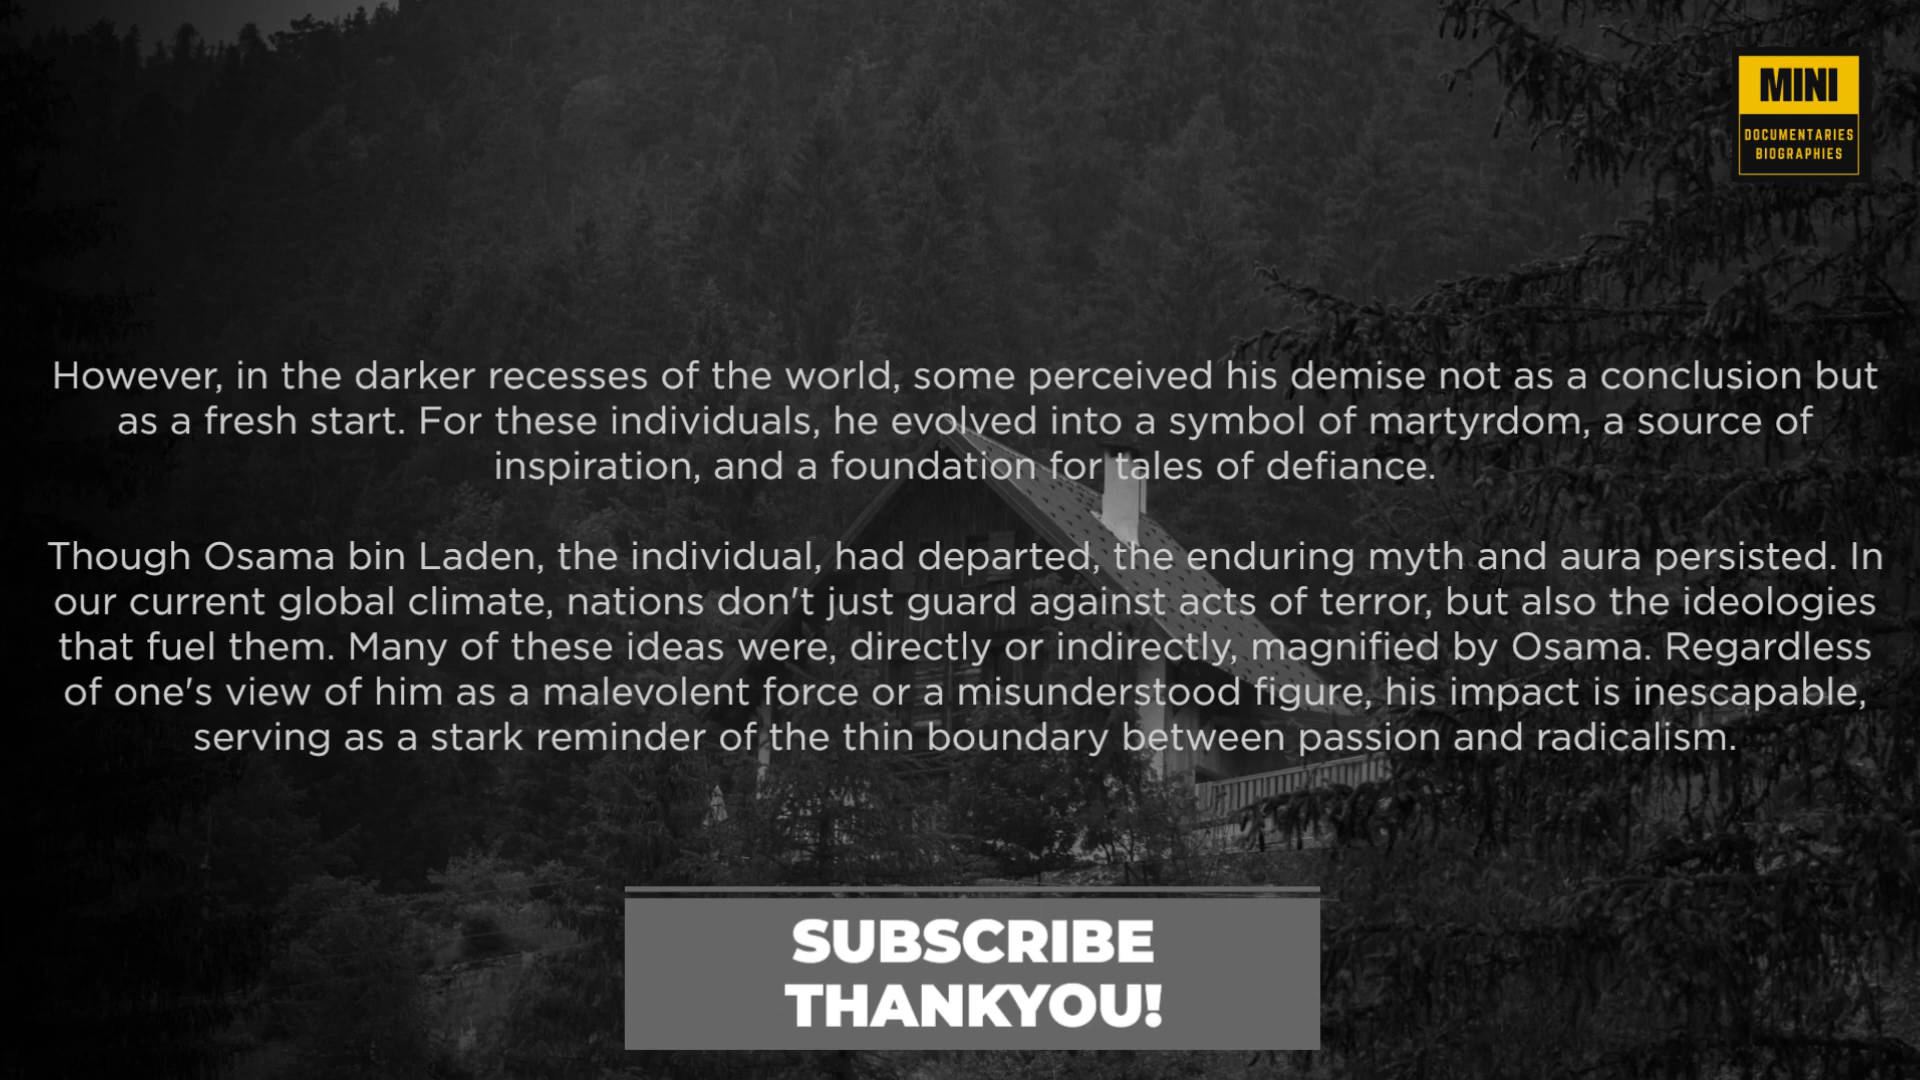 MINI
DOCUMENTARIES
BIOGRAPHIES
However, in the darker recesses of the world, some perceived his demise not as a conclusion but
as a fresh start. For these individuals, he evolved into a symbol of martyrdom, a source of
inspiration, and a foundation for tales of defiance.
Though Osama bin Laden, the individual, had departed, the enduring myth and aura persisted. In
our current global climate, nations don't just guard against acts of terror, but also the ideologies
that fuel them. Many of these ideas were, directly or indirectly, magnified by Osama. Regardless
of one's view of him as a malevolent force or a misunderstood figure, his impact is inescapable,
serving as a stark reminder of the thin boundary between passion and radicalism.
SUBSCRIBE
THANKYOU!